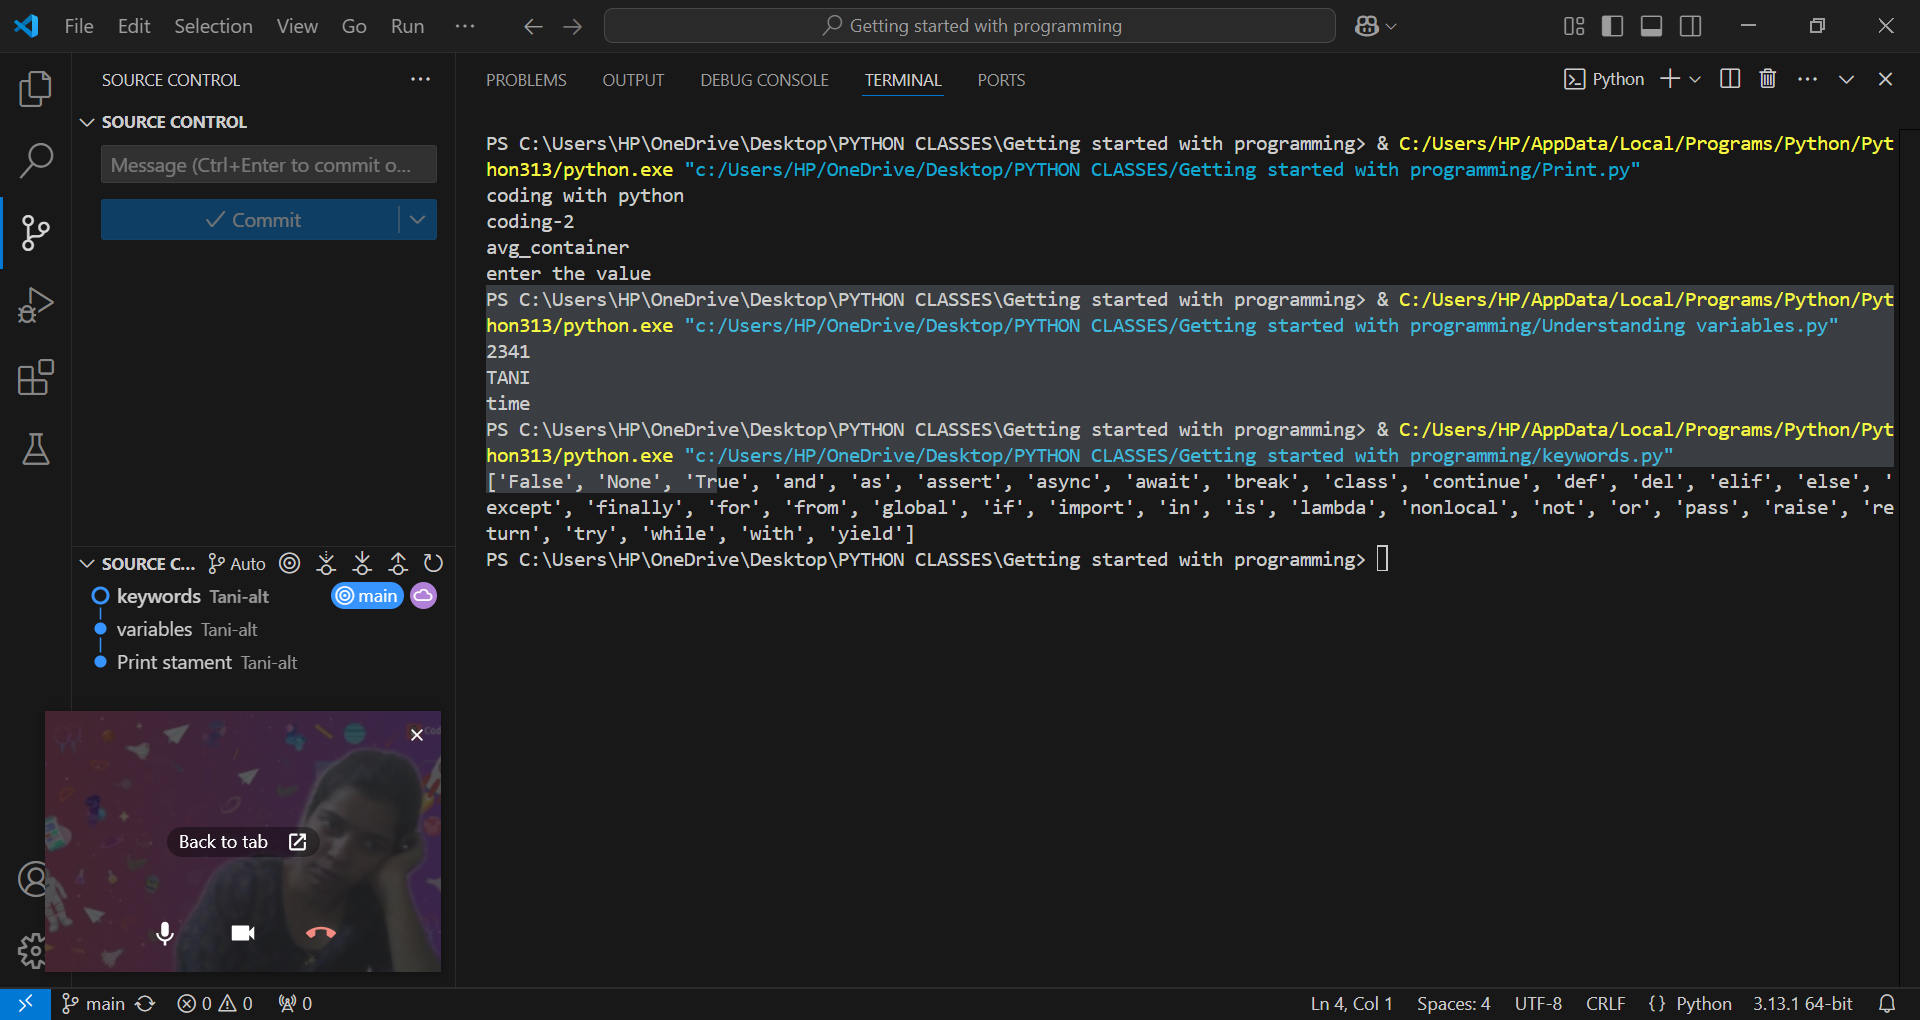 File Edit Selection View Go Run ··· Getting started with programming
SOURCE CONTROL
SOURCE CONTROL
Message (Ctrl+Enter to commit o...
Commit
PROBLEMS OUTPUT DEBUG CONSOLE TERMINAL PORTS Python
PS C:\Users\HP\OneDrive\Desktop\PYTHON CLASSES\Getting started with programming> & C:/Users/HP/AppData/Local/Programs/Python/Pyt
hon313/python.exe "c:/Users/HP/OneDrive/Desktop/PYTHON CLASSES/Getting started with programming/Print.py"
coding with python
coding-2
avg_container
enter the value
PS C:\Users\HP\OneDrive\Desktop\PYTHON CLASSES\Getting started with programming> & C:/Users/HP/AppData/Local/Programs/Python/Pyt
hon313/python.exe "c:/Users/HP/OneDrive/Desktop/PYTHON CLASSES/Getting started with programming/Understanding variables.py"
2341
TANI
time
PS C:\Users\HP\OneDrive\Desktop\PYTHON CLASSES\Getting started with programming> & C:/Users/HP/AppData/Local/Programs/Python/Pyt
hon313/python.exe "c:/Users/HP/OneDrive/Desktop/PYTHON CLASSES/Getting started with programming/keywords.py"
['False', 'None', 'True', 'and', 'as', 'assert', 'async', 'await', 'break', 'class', 'continue', 'def', 'del', 'elif', 'else', '
except', 'finally', 'for', 'from', 'global', 'if', 'import', 'in', 'is', 'lambda', 'nonlocal', 'not', 'or', 'pass', 'raise', 're
turn', 'try', 'while', 'with', 'yield']
PS C:\Users\HP\OneDrive\Desktop\PYTHON CLASSES\Getting started with programming>
SOURCE C... Auto
keywords Tani-alt main
variables Tani-alt
Print stament Tani-alt
Back to tab
main 0 0 0 Ln 4, Col 1 Spaces: 4 UTF-8 CRLF {} Python 3.13.1 64-bit